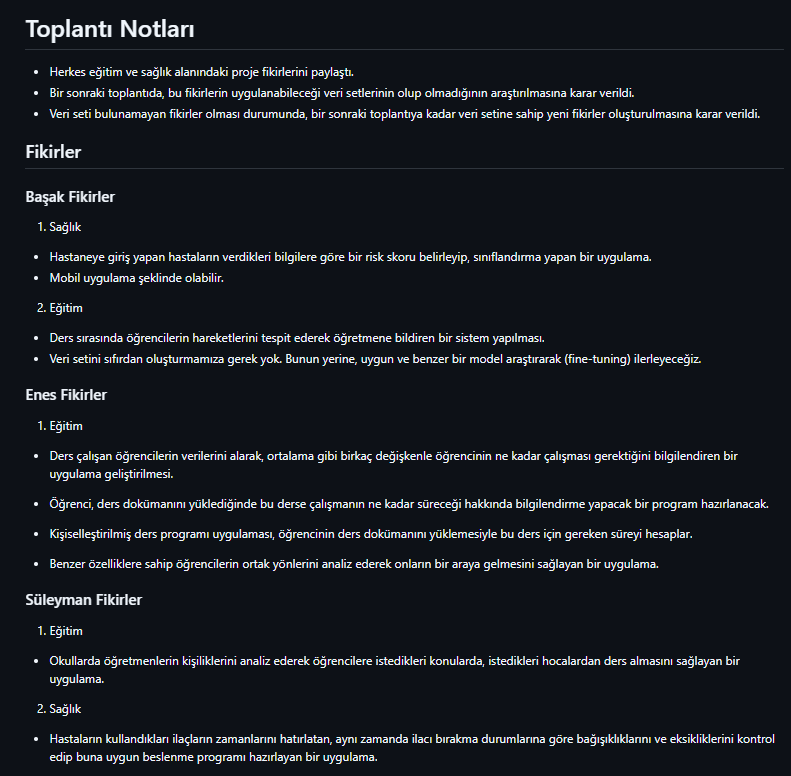 Toplantı Notları
Herkes eğitim ve sağlık alanındaki proje fikirlerini paylaştı.
Bir sonraki toplantıda, bu fikirlerin uygulanabileceği veri setlerinin olup olmadığının araştırılmasına karar verildi.
Veri seti bulunamayan fikirler olması durumunda, bir sonraki toplantıya kadar veri setine sahip yeni fikirler oluşturulmasına karar verildi.
Fikirler
Başak Fikirler
1. Sağlık
Hastaneye giriş yapan hastaların verdikleri bilgilere göre bir risk skoru belirleyip, sınıflandırma yapan bir uygulama.
Mobil uygulama şeklinde olabilir.
2. Eğitim
Ders sırasında öğrencilerin hareketlerini tespit ederek öğretmene bildiren bir sistem yapılması.
Veri setini sıfırdan oluşturmamıza gerek yok. Bunun yerine, uygun ve benzer bir model araştırarak (fine-tuning) ilerleyeceğiz.
Enes Fikirler
1. Eğitim
Ders çalışan öğrencilerin verilerini alarak, ortalama gibi birkaç değişkenle öğrencinin ne kadar çalışması gerektiğini bilgilendiren bir
uygulama geliştirilmesi.
Öğrenci, ders dokümanını yüklediğinde bu derse çalışmanın ne kadar süreceği hakkında bilgilendirme yapacak bir program hazırlanacak.
Kişiselleştirilmiş ders programı uygulaması, öğrencinin ders dokümanını yüklemesiyle bu ders için gereken süreyi hesaplar.
Benzer özelliklere sahip öğrencilerin ortak yönlerini analiz ederek onların bir araya gelmesini sağlayan bir uygulama.
Süleyman Fikirler
1. Eğitim
Okullarda öğretmenlerin kişiliklerini analiz ederek öğrencilere istedikleri konularda, istedikleri hocalardan ders almasını sağlayan bir
uygulama.
2. Sağlık
Hastaların kullandıkları ilaçların zamanlarını hatırlatan, aynı zamanda ilacı bırakma durumlarına göre bağışıklıklarını ve eksikliklerini kontrol
edip buna uygun beslenme programı hazırlayan bir uygulama.